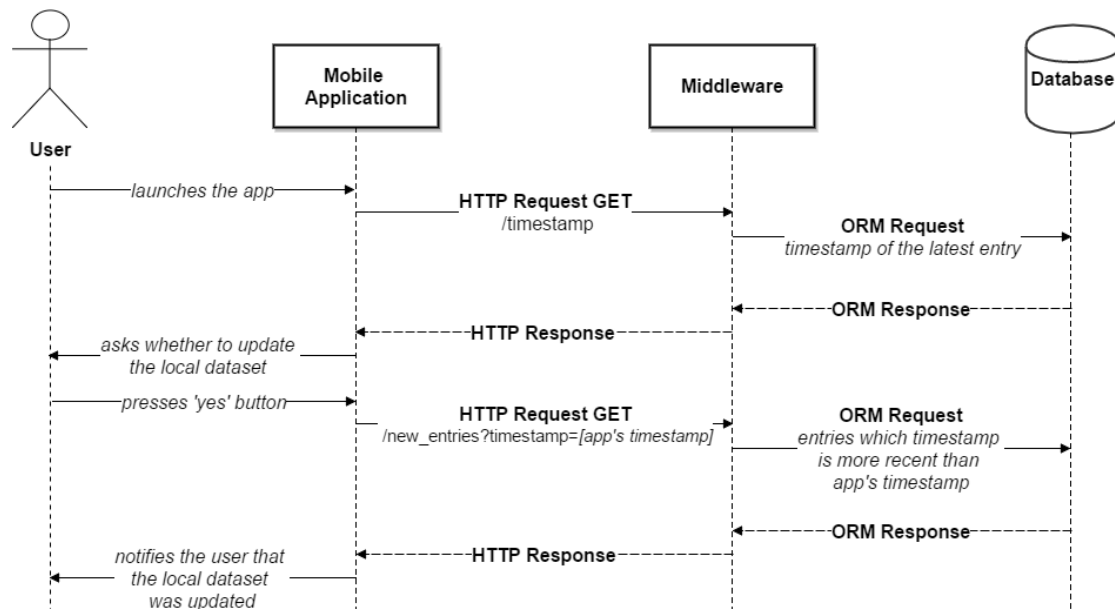 Mobile
Application
Middleware
Database
User
launches the app
HTTP Request GET
/timestamp
ORM Request
timestamp of the latest entry
ORM Response
HTTP Response
asks whether to update
the local dataset
presses 'yes' button
HTTP Request GET
/new_entries?timestamp=[app's timestamp]
ORM Request
entries which timestamp
is more recent than
app's timestamp
ORM Response
HTTP Response
notifies the user that
the local dataset
was updated